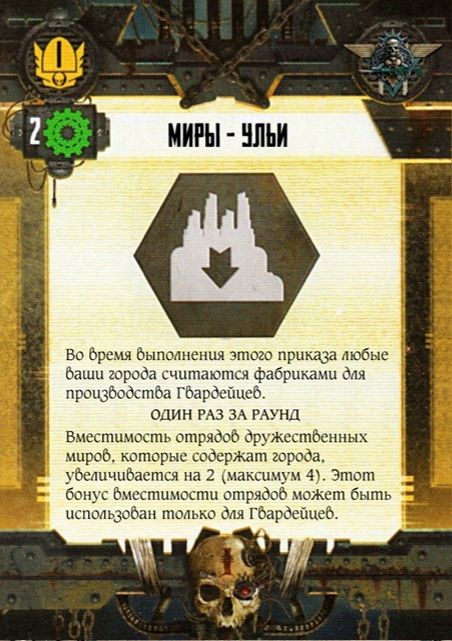 I
2
МИРЫ - УЛЬИ
Во время выполнения этого приказа любые
ваши города считаются фабриками для
производства Гвардейцев.
ОДИН РАЗ ЗА РАУНД
Вместимость отрядов дружественных
миров, которые содержат города,
увеличивается на 2 (максимум 4). Этот
бонус вместимости отрядов может быть
использован только для Гвардейцев.
I